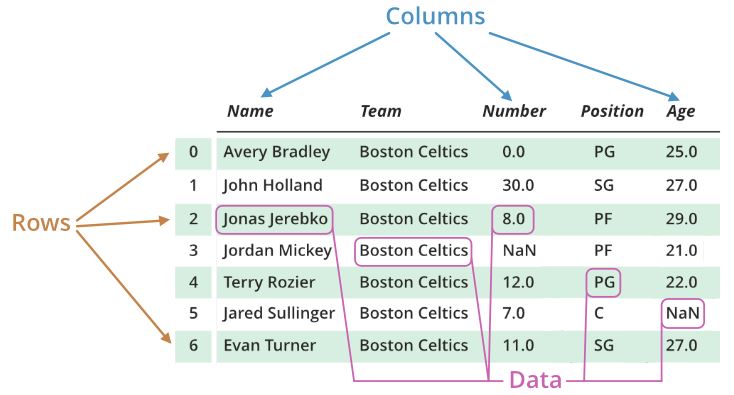 Columns
Name Team Number Position Age
0 Avery Bradley Boston Celtics 0.0 PG 25.0
1 John Holland Boston Celtics 30.0 SG 27.0
Rows
2 Jonas Jerebko Boston Celtics 8.0 PF 29.0
3 Jordan Mickey Boston Celtics NaN PF 21.0
4 Terry Rozier Boston Celtics 12.0 PG 22.0
5 Jared Sullinger Boston Celtics 7.0 C NaN
6 Evan Turner Boston Celtics 11.0 SG 27.0
Data